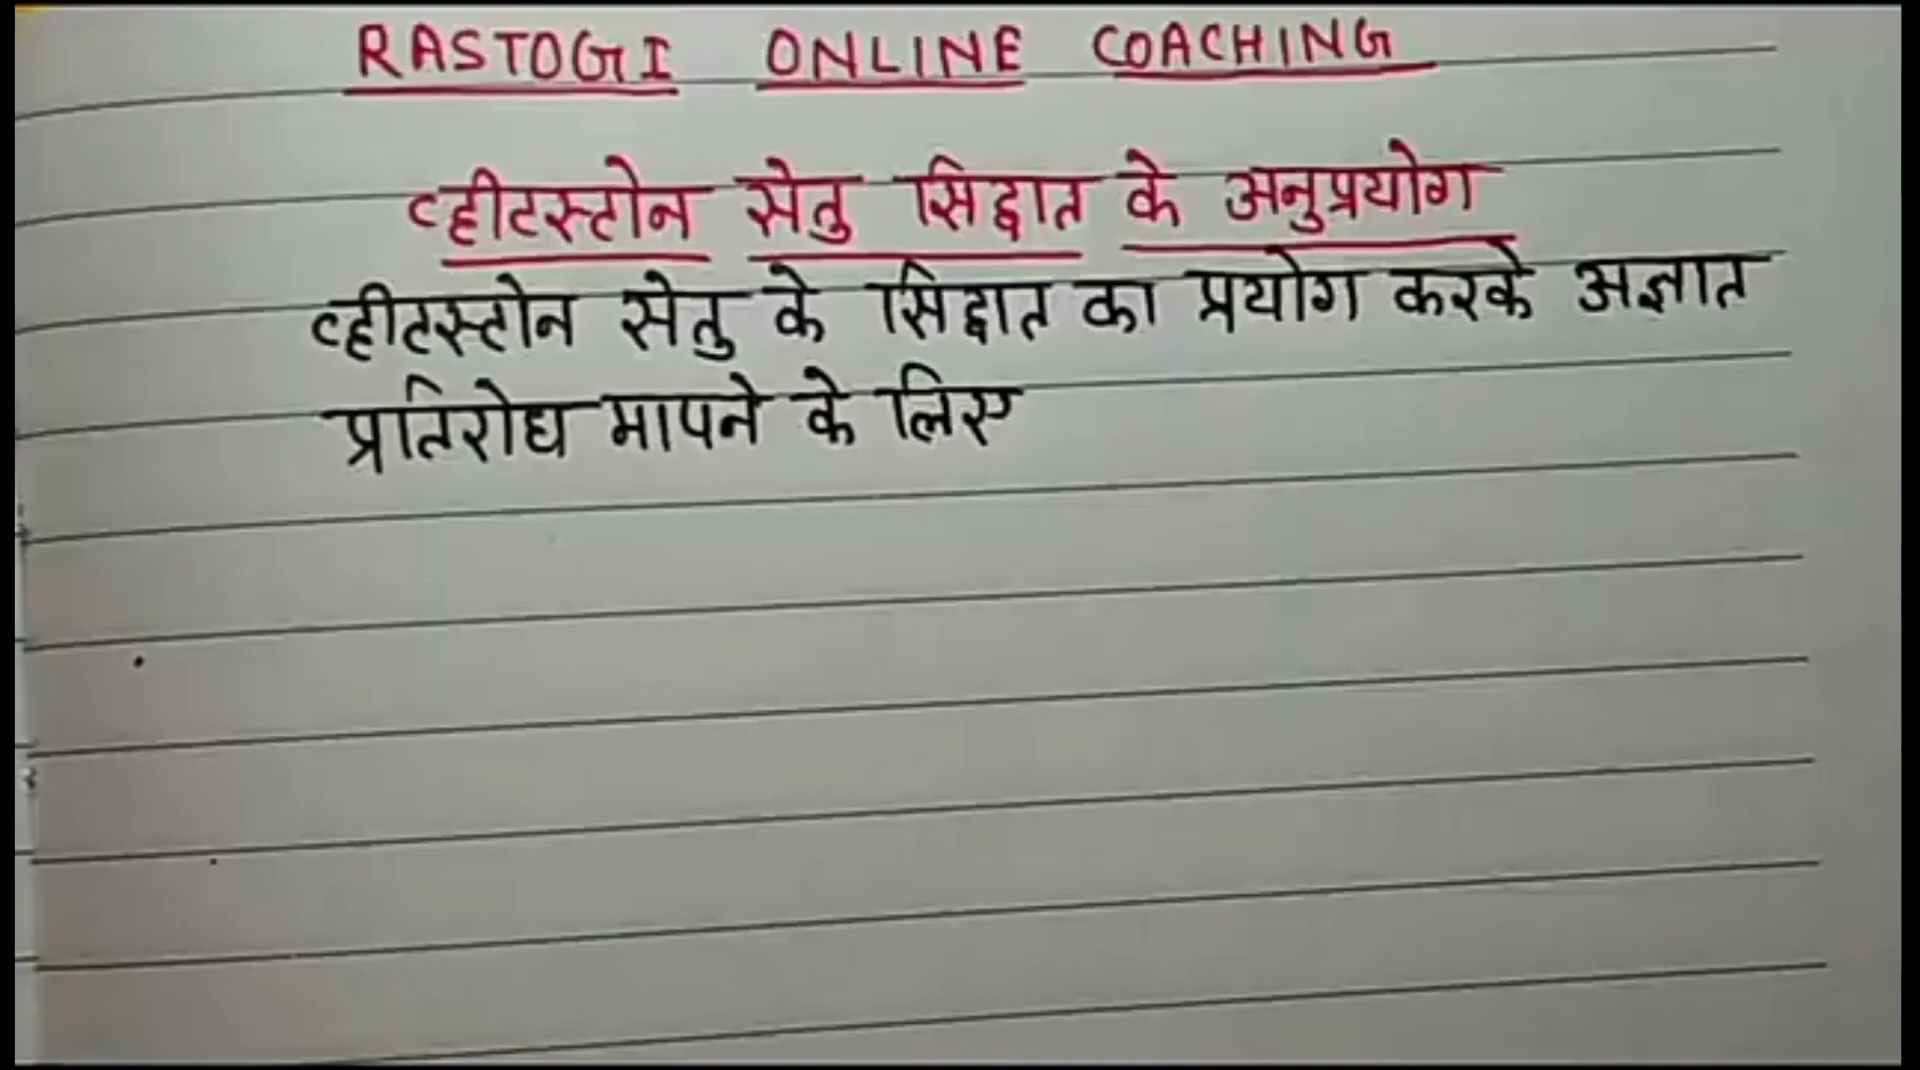 RASTOGI ONLINE COACHING
व्हीटस्टोन सेतु सिद्दात के अनुप्रयोग
व्हीटस्टोन सेतु के सिद्दात का प्रयोग करके अज्ञात
प्रतिरोध मापने के लिए